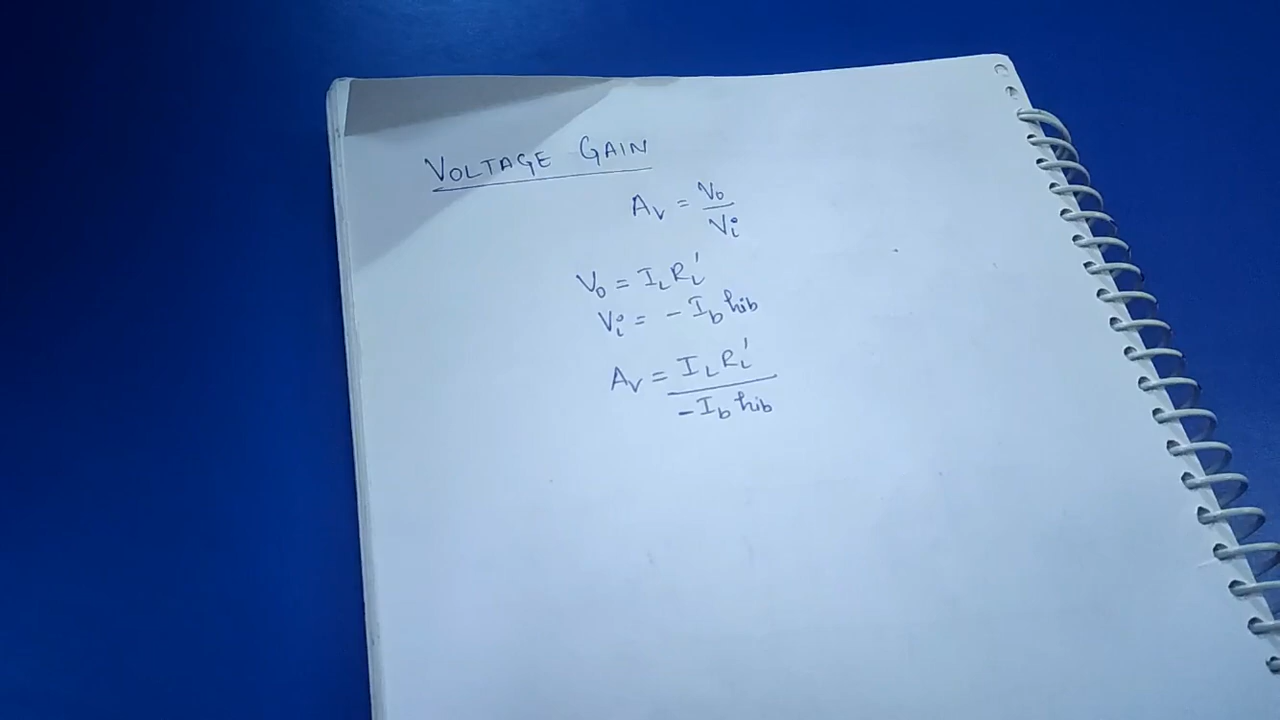 VOLTAGE GAIN
Av = Vo / Vi
Vo = IL RL'
Vi = - Ib hib
Av = IL RL' / -Ib hib